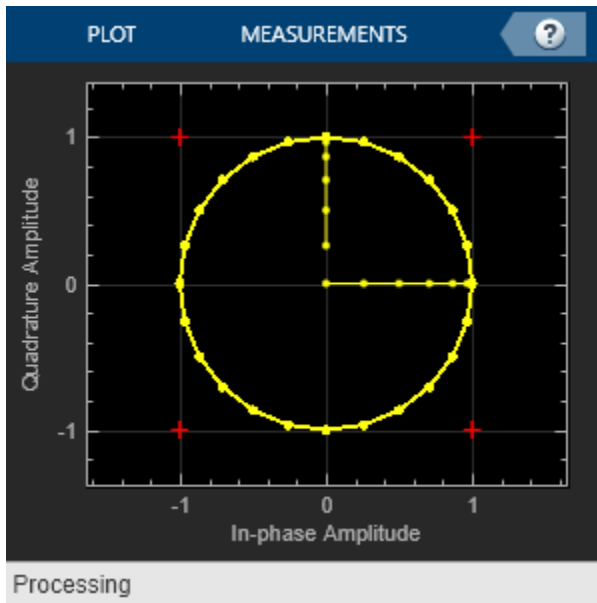 PLOT MEASUREMENTS ?
1
0
-1
Quadrature Amplitude
-1 0 1
In-phase Amplitude
Processing